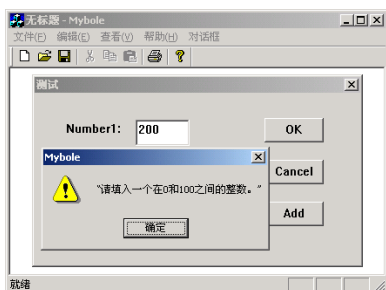 无标题 - Mybole
文件(F) 编辑(E) 查看(V) 帮助(H) 对话框
测试
Number1: 200
OK
Mybole
Cancel
"请填入一个在0和100之间的整数。"
确定
Add
就绪